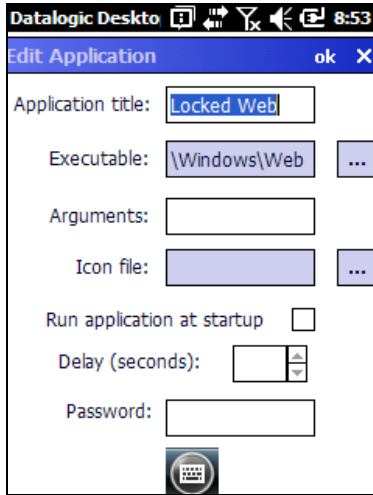 Datalogic Deskto 8:53
Edit Application ok X
Application title: Locked Web
Executable: \Windows\Web ...
Arguments:
Icon file: ...
Run application at startup
Delay (seconds):
Password: